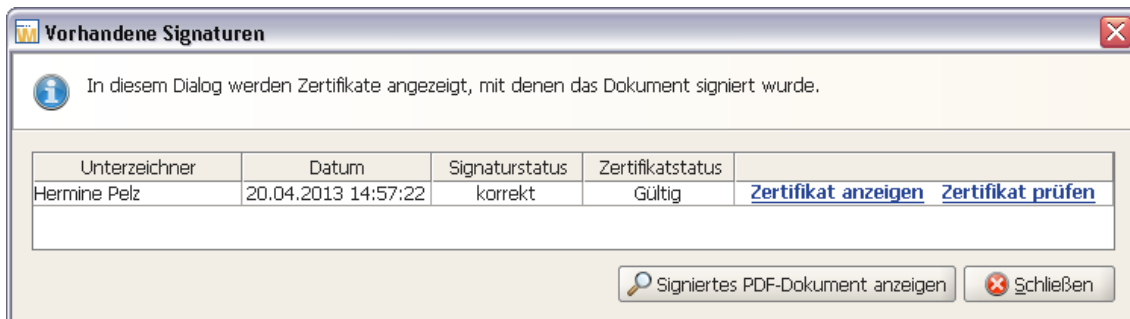 Vorhandene Signaturen
In diesem Dialog werden Zertifikate angezeigt, mit denen das Dokument signiert wurde.
Unterzeichner Datum Signaturstatus Zertifikatstatus
Hermine Pelz 20.04.2013 14:57:22 korrekt Gültig Zertifikat anzeigen Zertifikat prüfen
Signiertes PDF-Dokument anzeigen Schließen